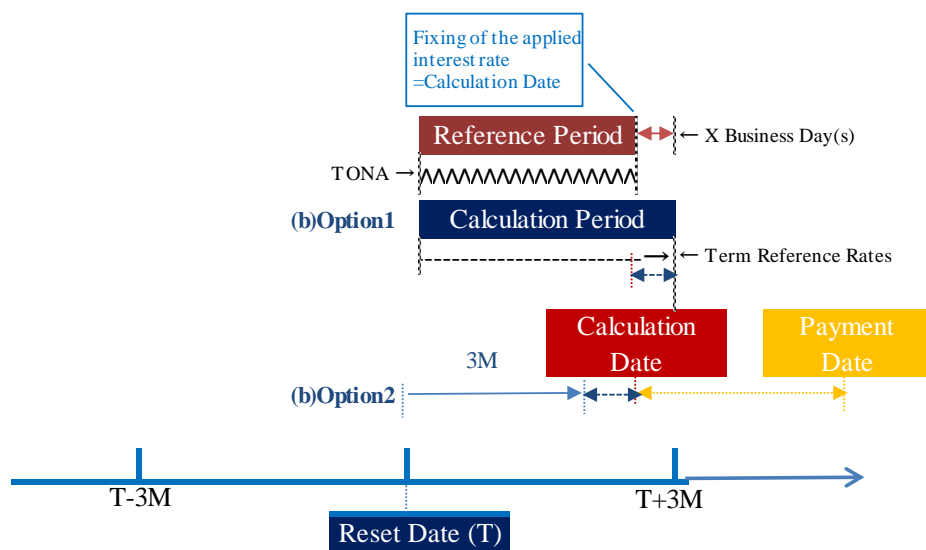 Fixing of the applied
interest rate
=Calculation Date
Reference Period
← X Business Day(s)
TONA →
(b)Option1
Calculation Period
← Term Reference Rates
Calculation
Date
Payment
Date
3M
(b)Option2
T-3M
T+3M
Reset Date (T)